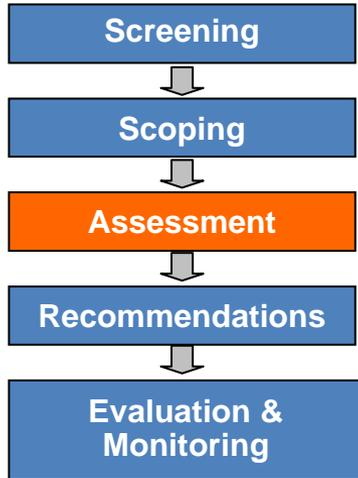 Screening
Scoping
Assessment
Recommendations
Evaluation &
Monitoring